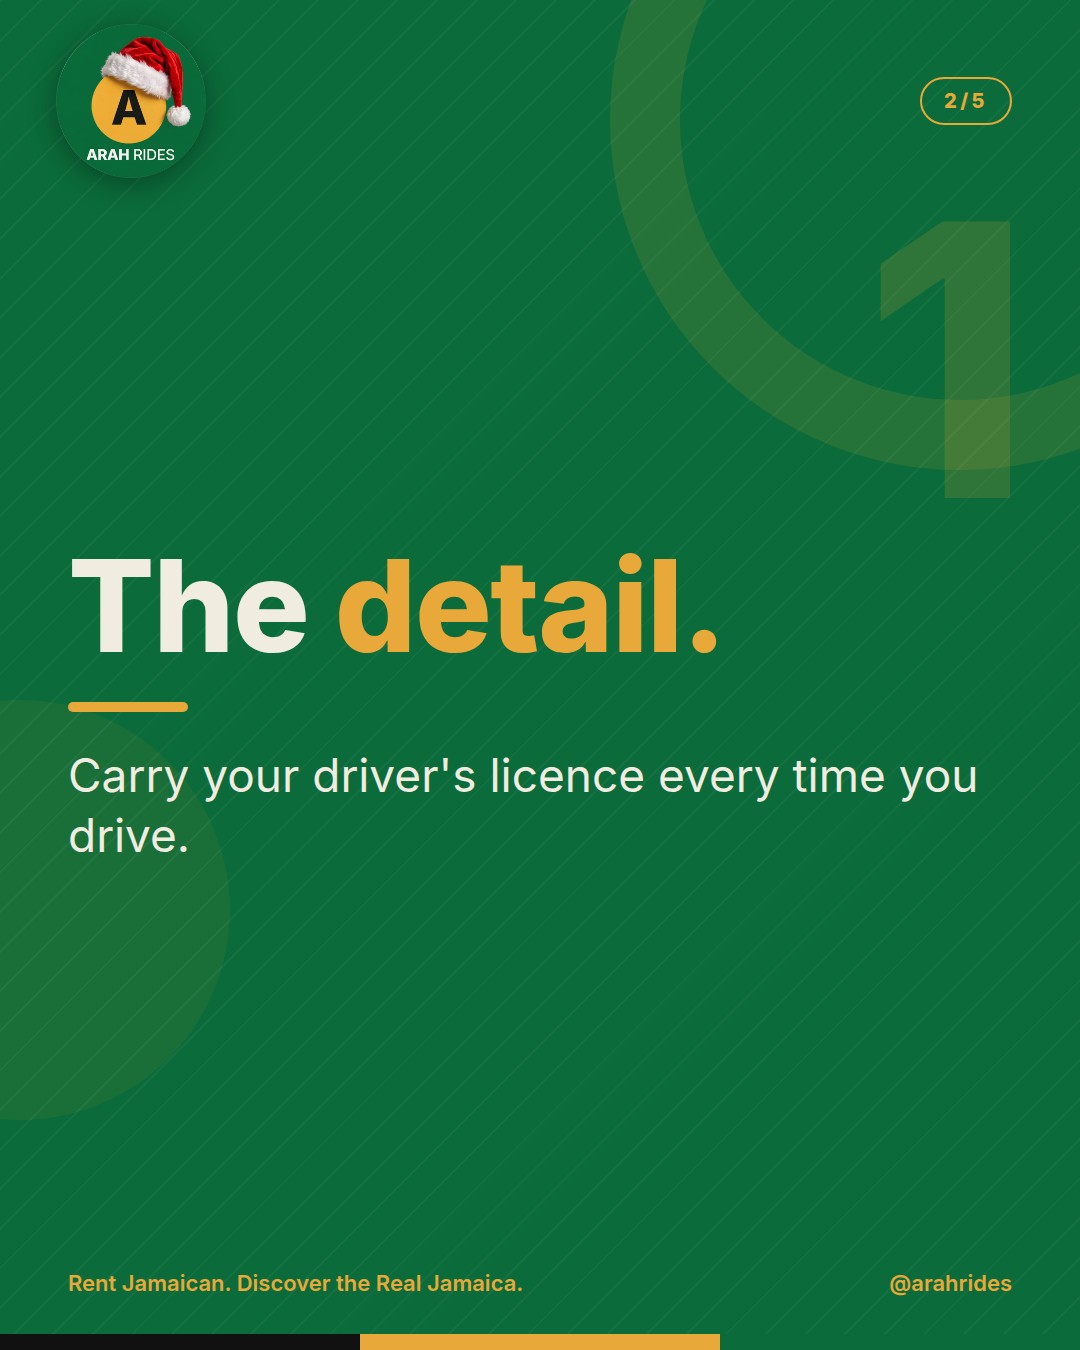 A
ARAH RIDES
2/5
1
The detail.
Carry your driver's licence every time you
drive.
Rent Jamaican. Discover the Real Jamaica.
@arahrides